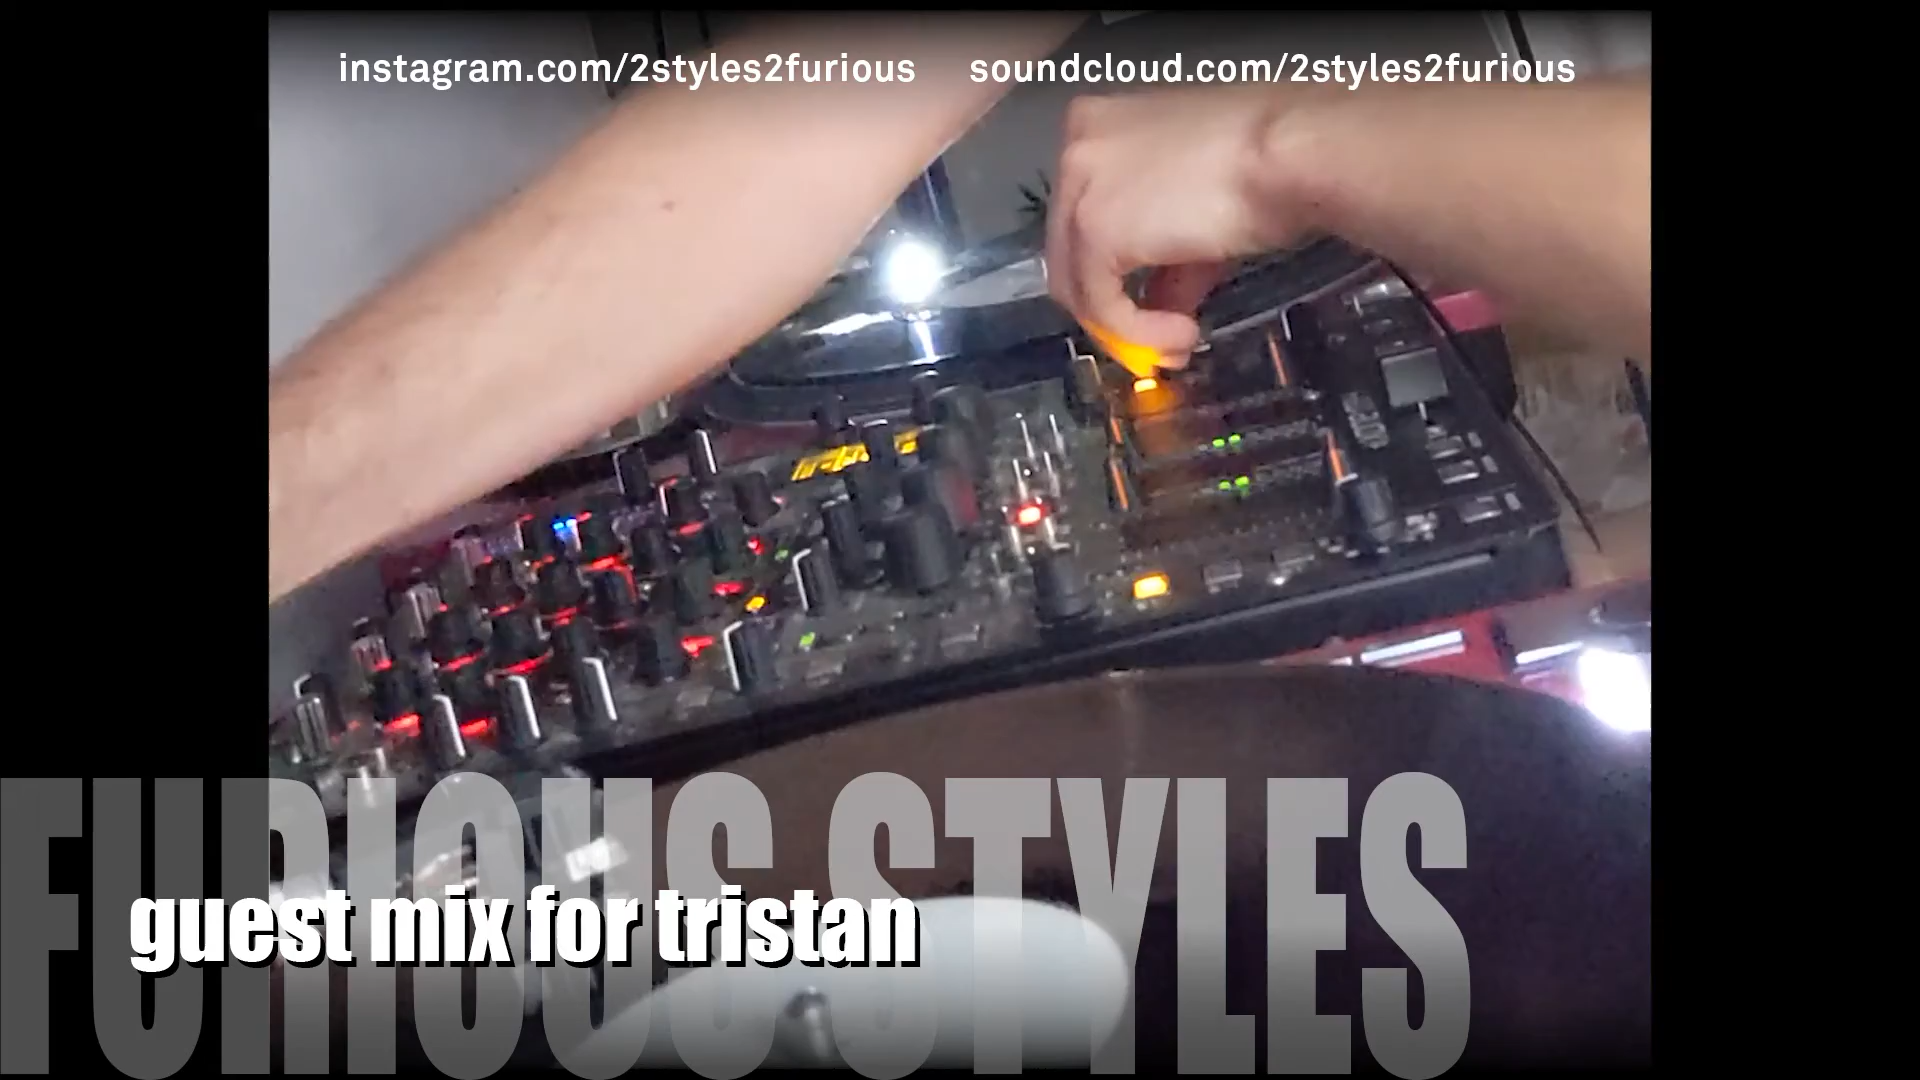 instagram.com/2styles2furious soundcloud.com/2styles2furious
FURIOUS STYLES
guest mix for tristan